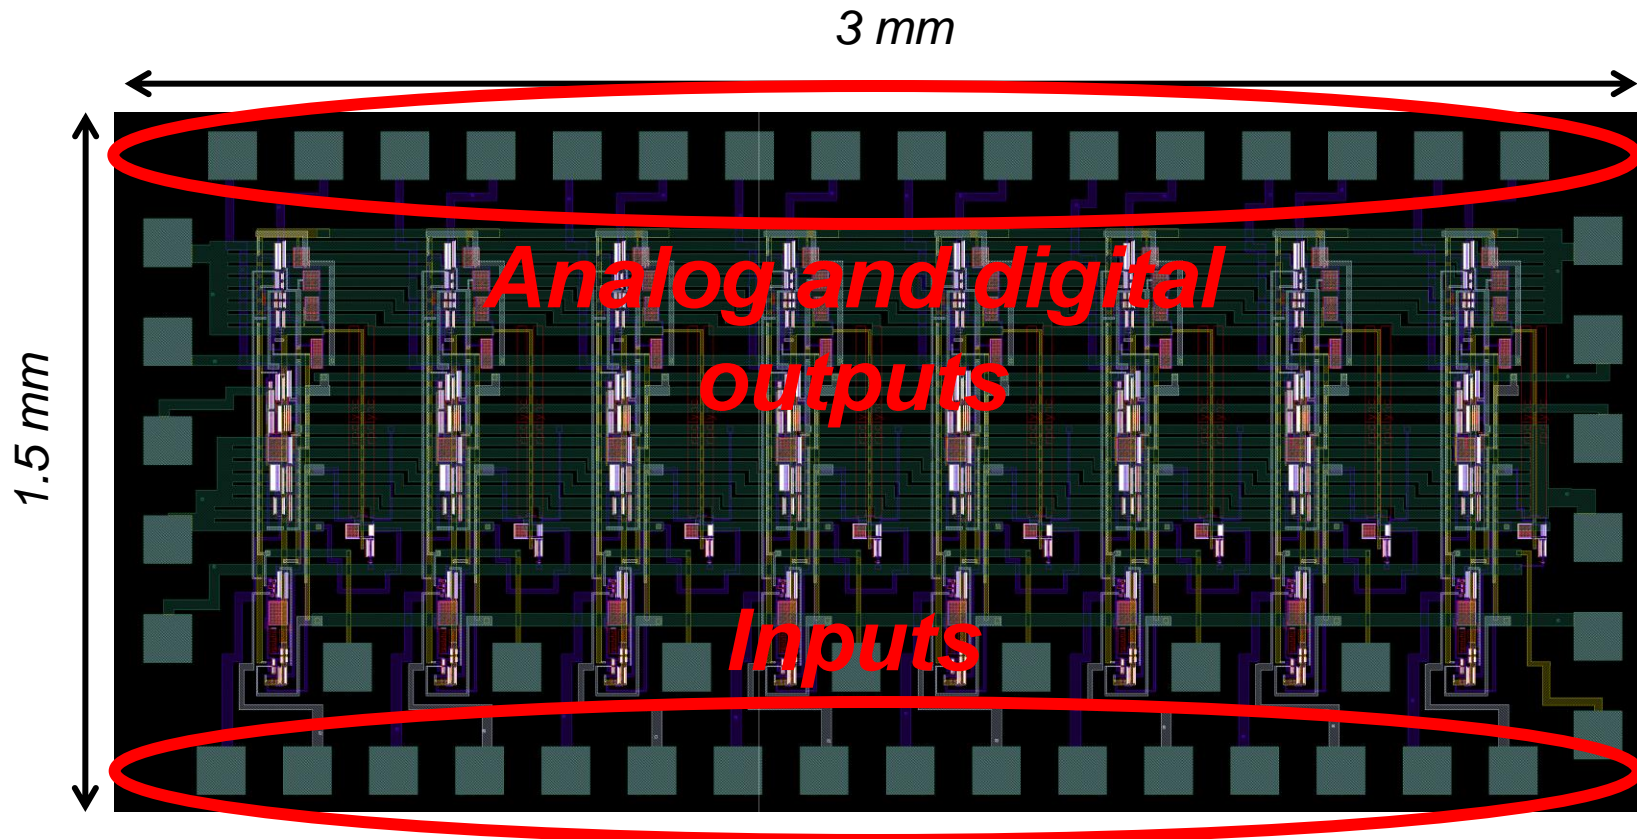 3 mm
1.5 mm
Analog and digital
outputs
Inputs